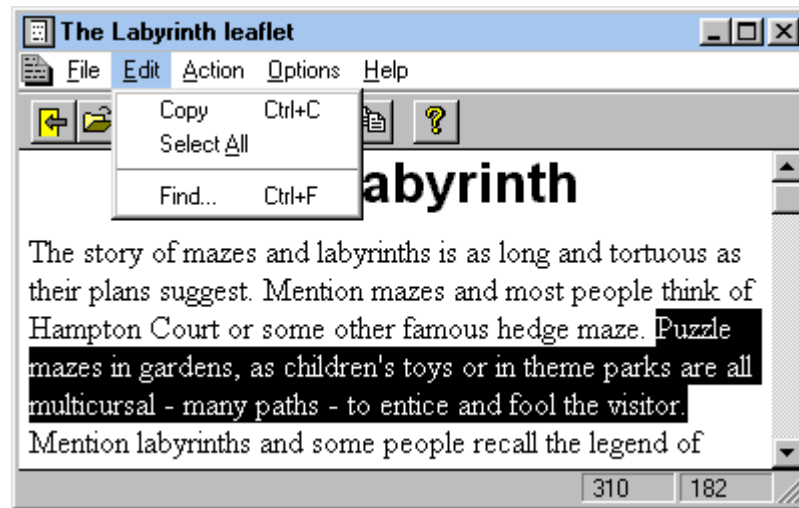 The Labyrinth leaflet
File Edit Action Options Help
Copy Ctrl+C
Select All
Find... Ctrl+F
abyrinth
The story of mazes and labyrinths is as long and tortuous as
their plans suggest. Mention mazes and most people think of
Hampton Court or some other famous hedge maze. Puzzle
mazes in gardens, as children's toys or in theme parks are all
multicursal - many paths - to entice and fool the visitor.
Mention labyrinths and some people recall the legend of
310 182